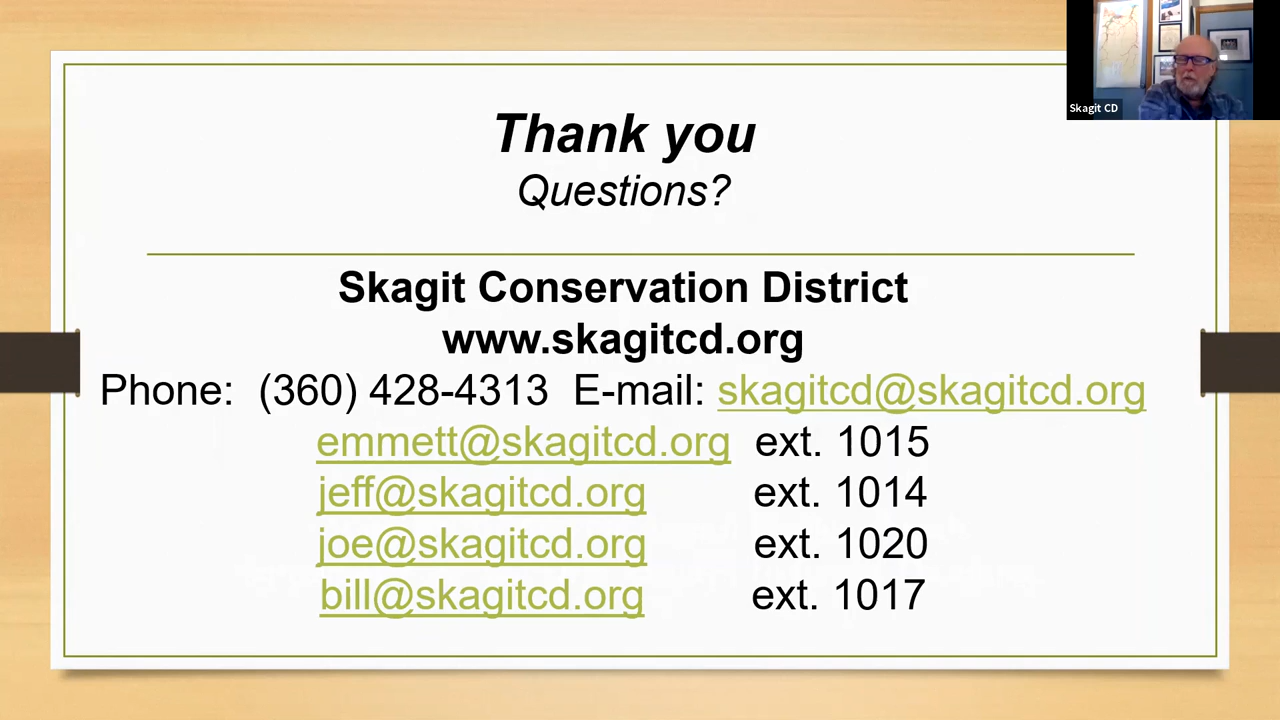 Skagit CD
Thank you
Questions?
Skagit Conservation District
www.skagitcd.org
Phone: (360) 428-4313 E-mail: skagitcd@skagitcd.org
emmett@skagitcd.org ext. 1015
jeff@skagitcd.org ext. 1014
joe@skagitcd.org ext. 1020
bill@skagitcd.org ext. 1017